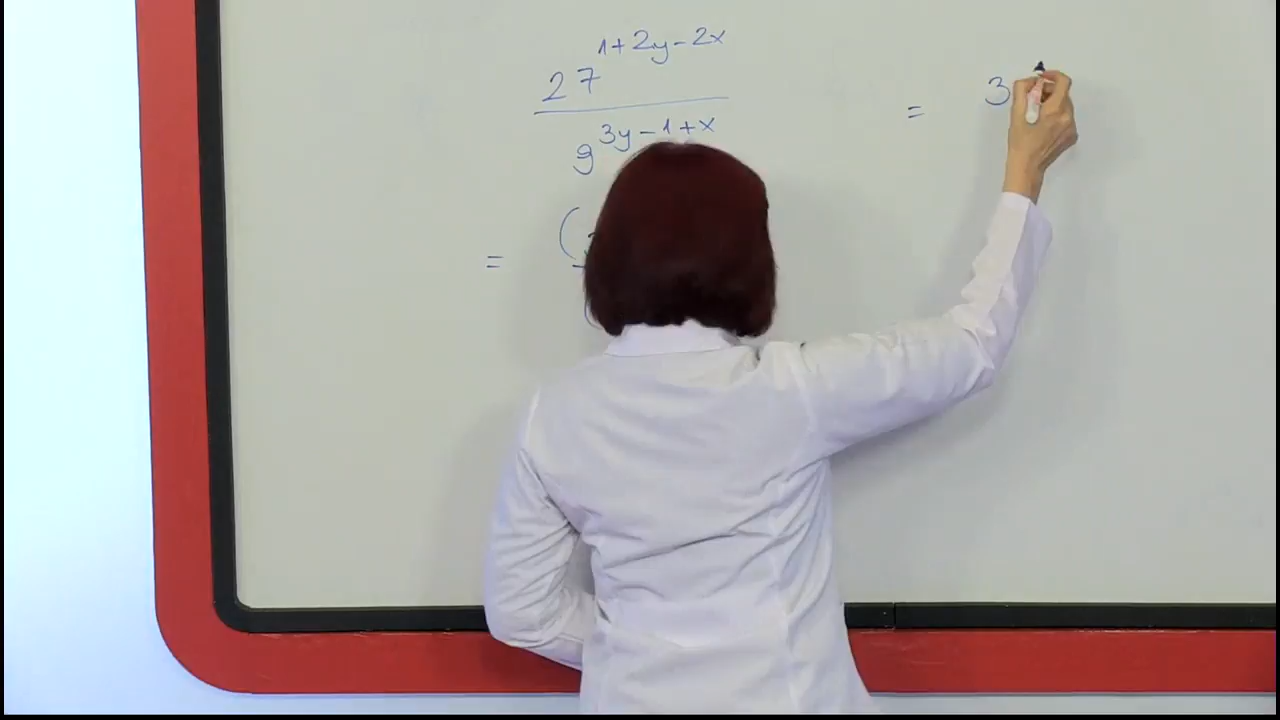 27^{1+2y-2x}
9^{3y-1+x}
= 3
= (
(